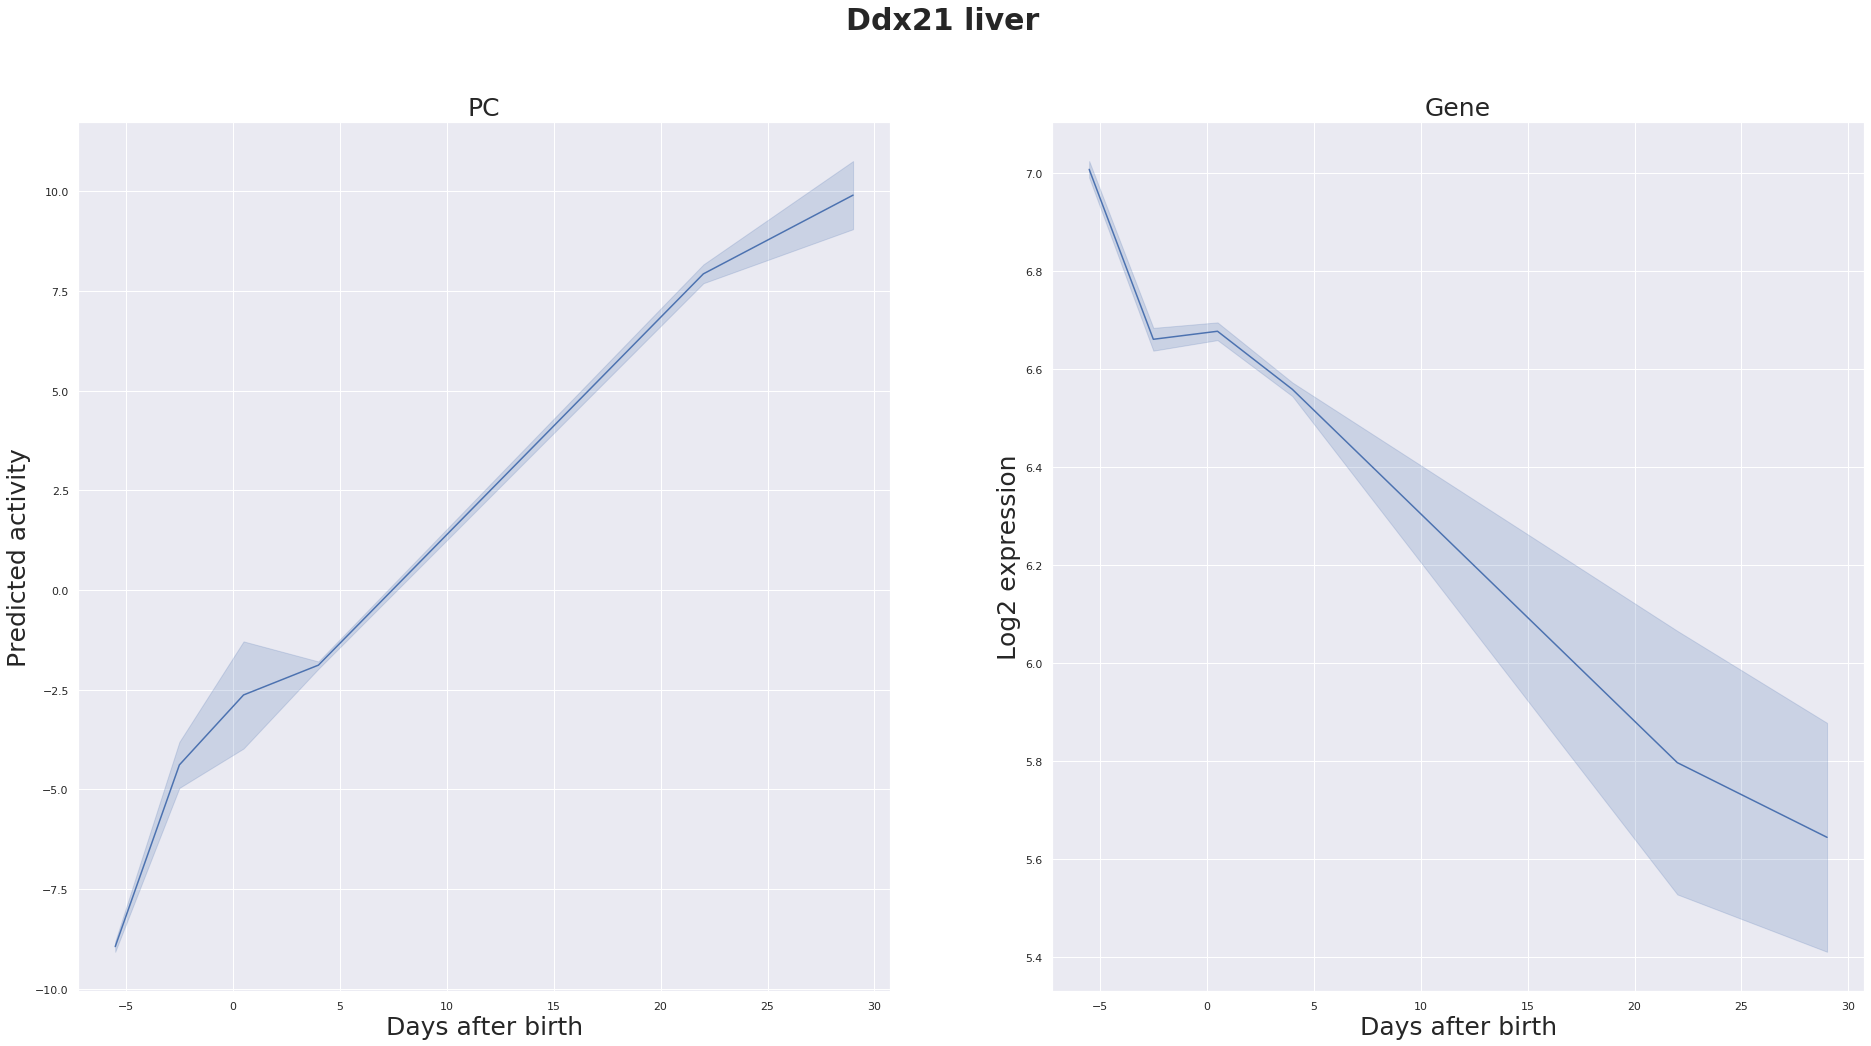 Ddx21 liver
PC
Predicted activity
10.0
7.5
5.0
2.5
0.0
−2.5
−5.0
−7.5
−10.0
−5 0 5 10 15 20 25 30
Days after birth
Gene
Log2 expression
7.0
6.8
6.6
6.4
6.2
6.0
5.8
5.6
5.4
−5 0 5 10 15 20 25 30
Days after birth